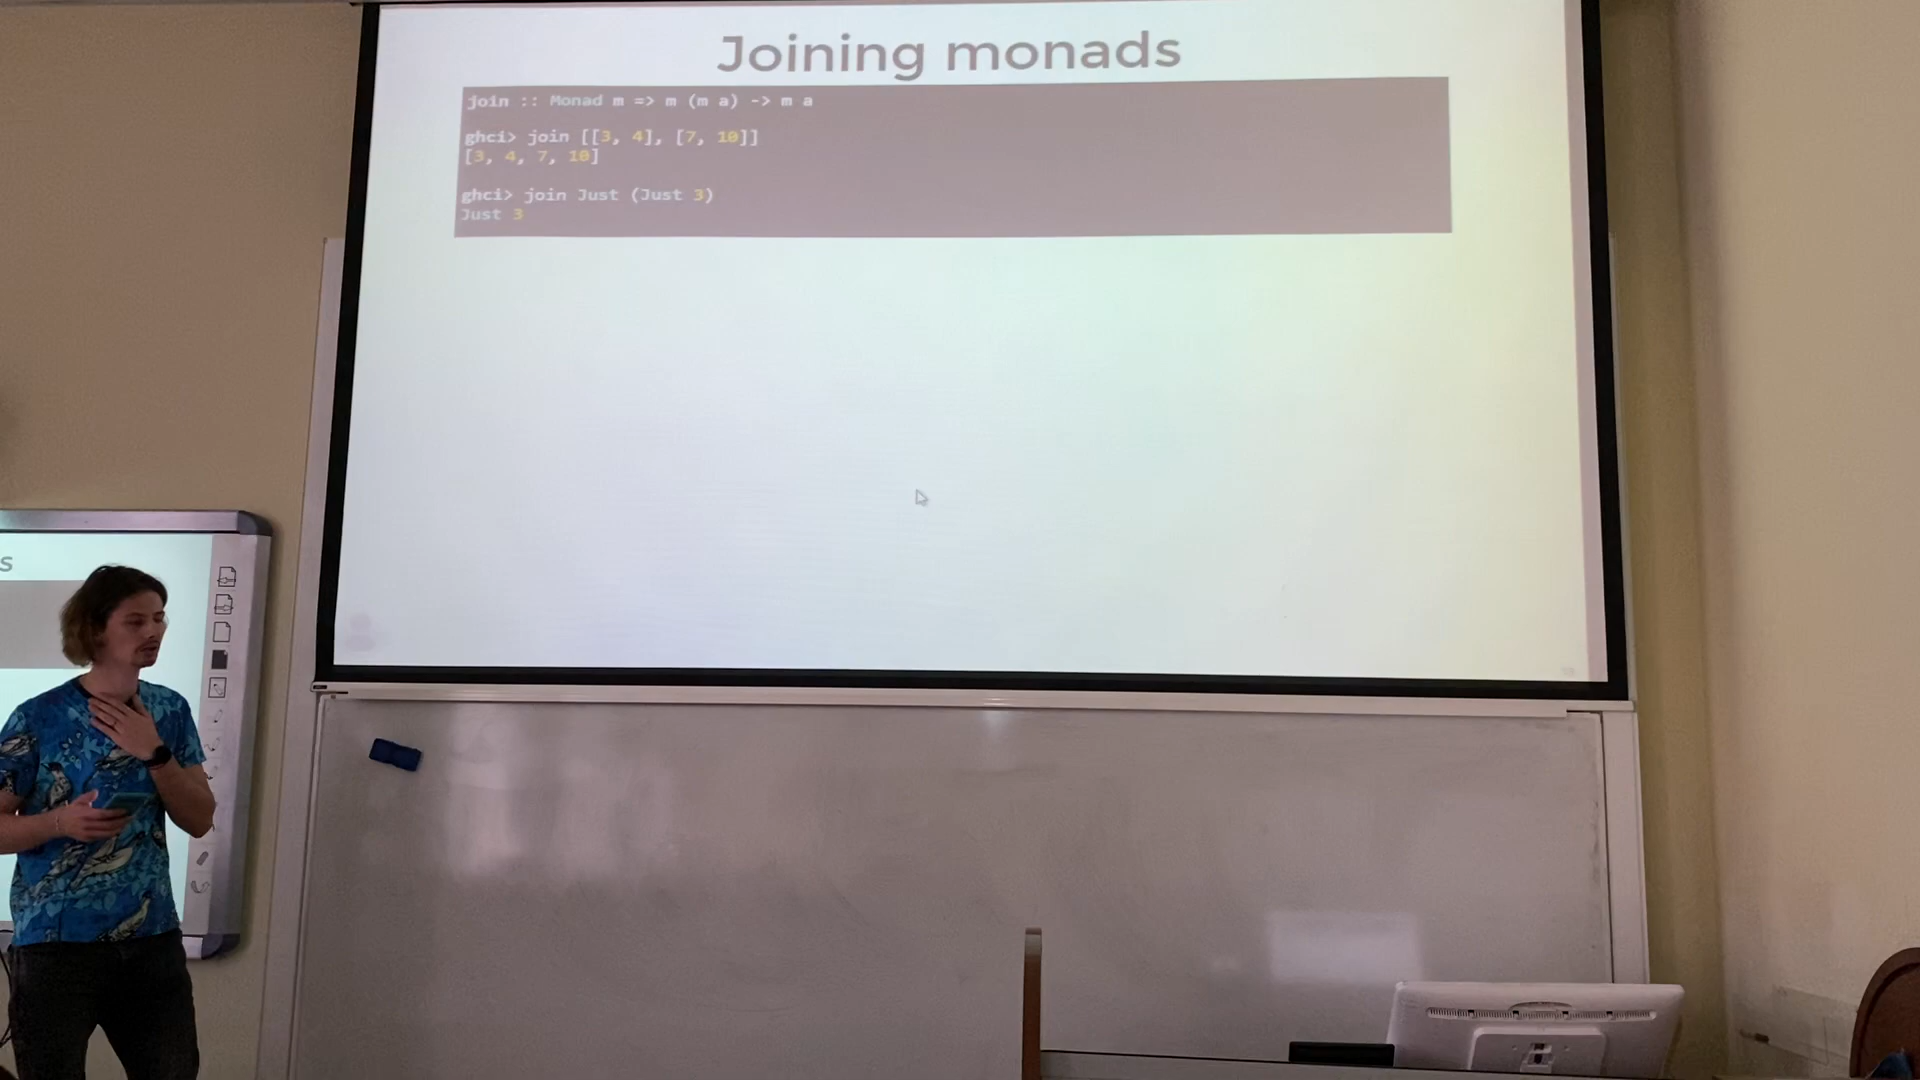 Joining monads
join :: Monad m => m (m a) -> m a
ghci> join [[3, 4], [7, 10]]
[3, 4, 7, 10]
ghci> join Just (Just 3)
Just 3
s